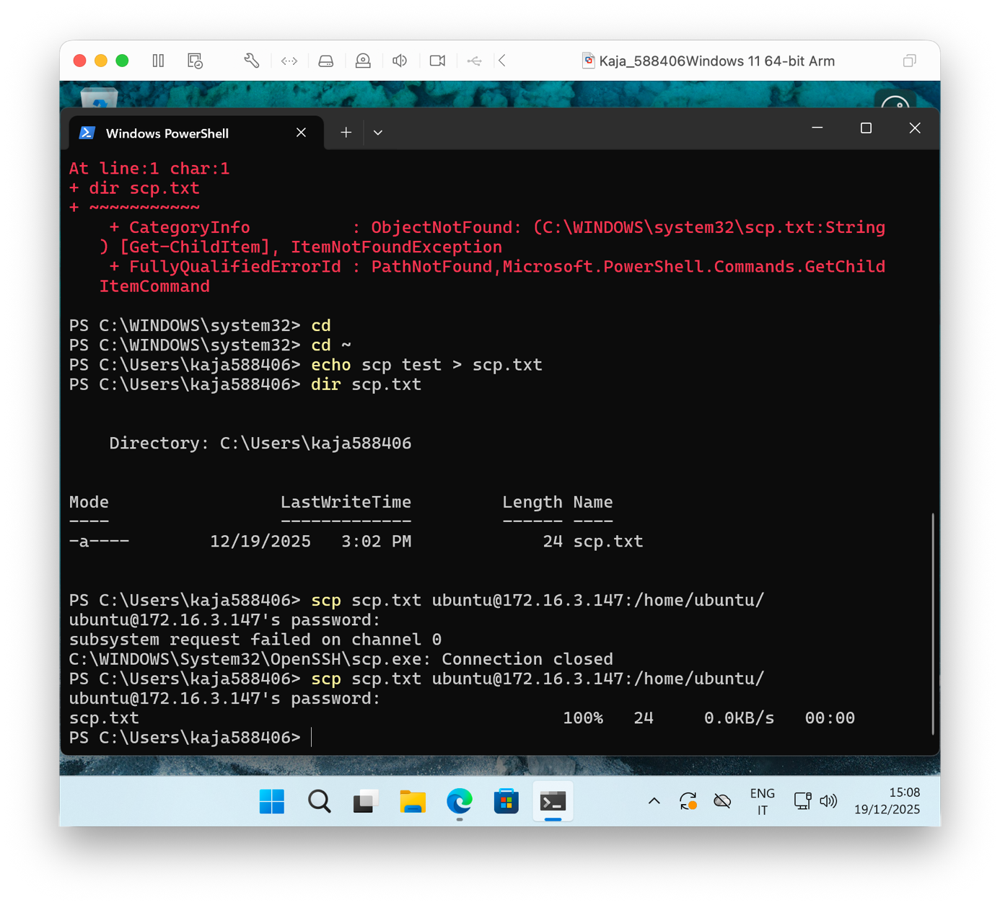 Kaja_588406Windows 11 64-bit Arm
Windows PowerShell
At line:1 char:1
+ dir scp.txt
+ ~~~~~~~~~~~
    + CategoryInfo          : ObjectNotFound: (C:\WINDOWS\system32\scp.txt:String
   ) [Get-ChildItem], ItemNotFoundException
    + FullyQualifiedErrorId : PathNotFound,Microsoft.PowerShell.Commands.GetChild
   ItemCommand
PS C:\WINDOWS\system32> cd
PS C:\WINDOWS\system32> cd ~
PS C:\Users\kaja588406> echo scp test > scp.txt
PS C:\Users\kaja588406> dir scp.txt
    Directory: C:\Users\kaja588406
Mode                 LastWriteTime         Length Name
----                 -------------         ------ ----
-a----        12/19/2025   3:02 PM             24 scp.txt
PS C:\Users\kaja588406> scp scp.txt ubuntu@172.16.3.147:/home/ubuntu/
ubuntu@172.16.3.147's password:
subsystem request failed on channel 0
C:\WINDOWS\System32\OpenSSH\scp.exe: Connection closed
PS C:\Users\kaja588406> scp scp.txt ubuntu@172.16.3.147:/home/ubuntu/
ubuntu@172.16.3.147's password:
scp.txt                                          100%   24     0.0KB/s   00:00
PS C:\Users\kaja588406>
ENG
IT
15:08
19/12/2025